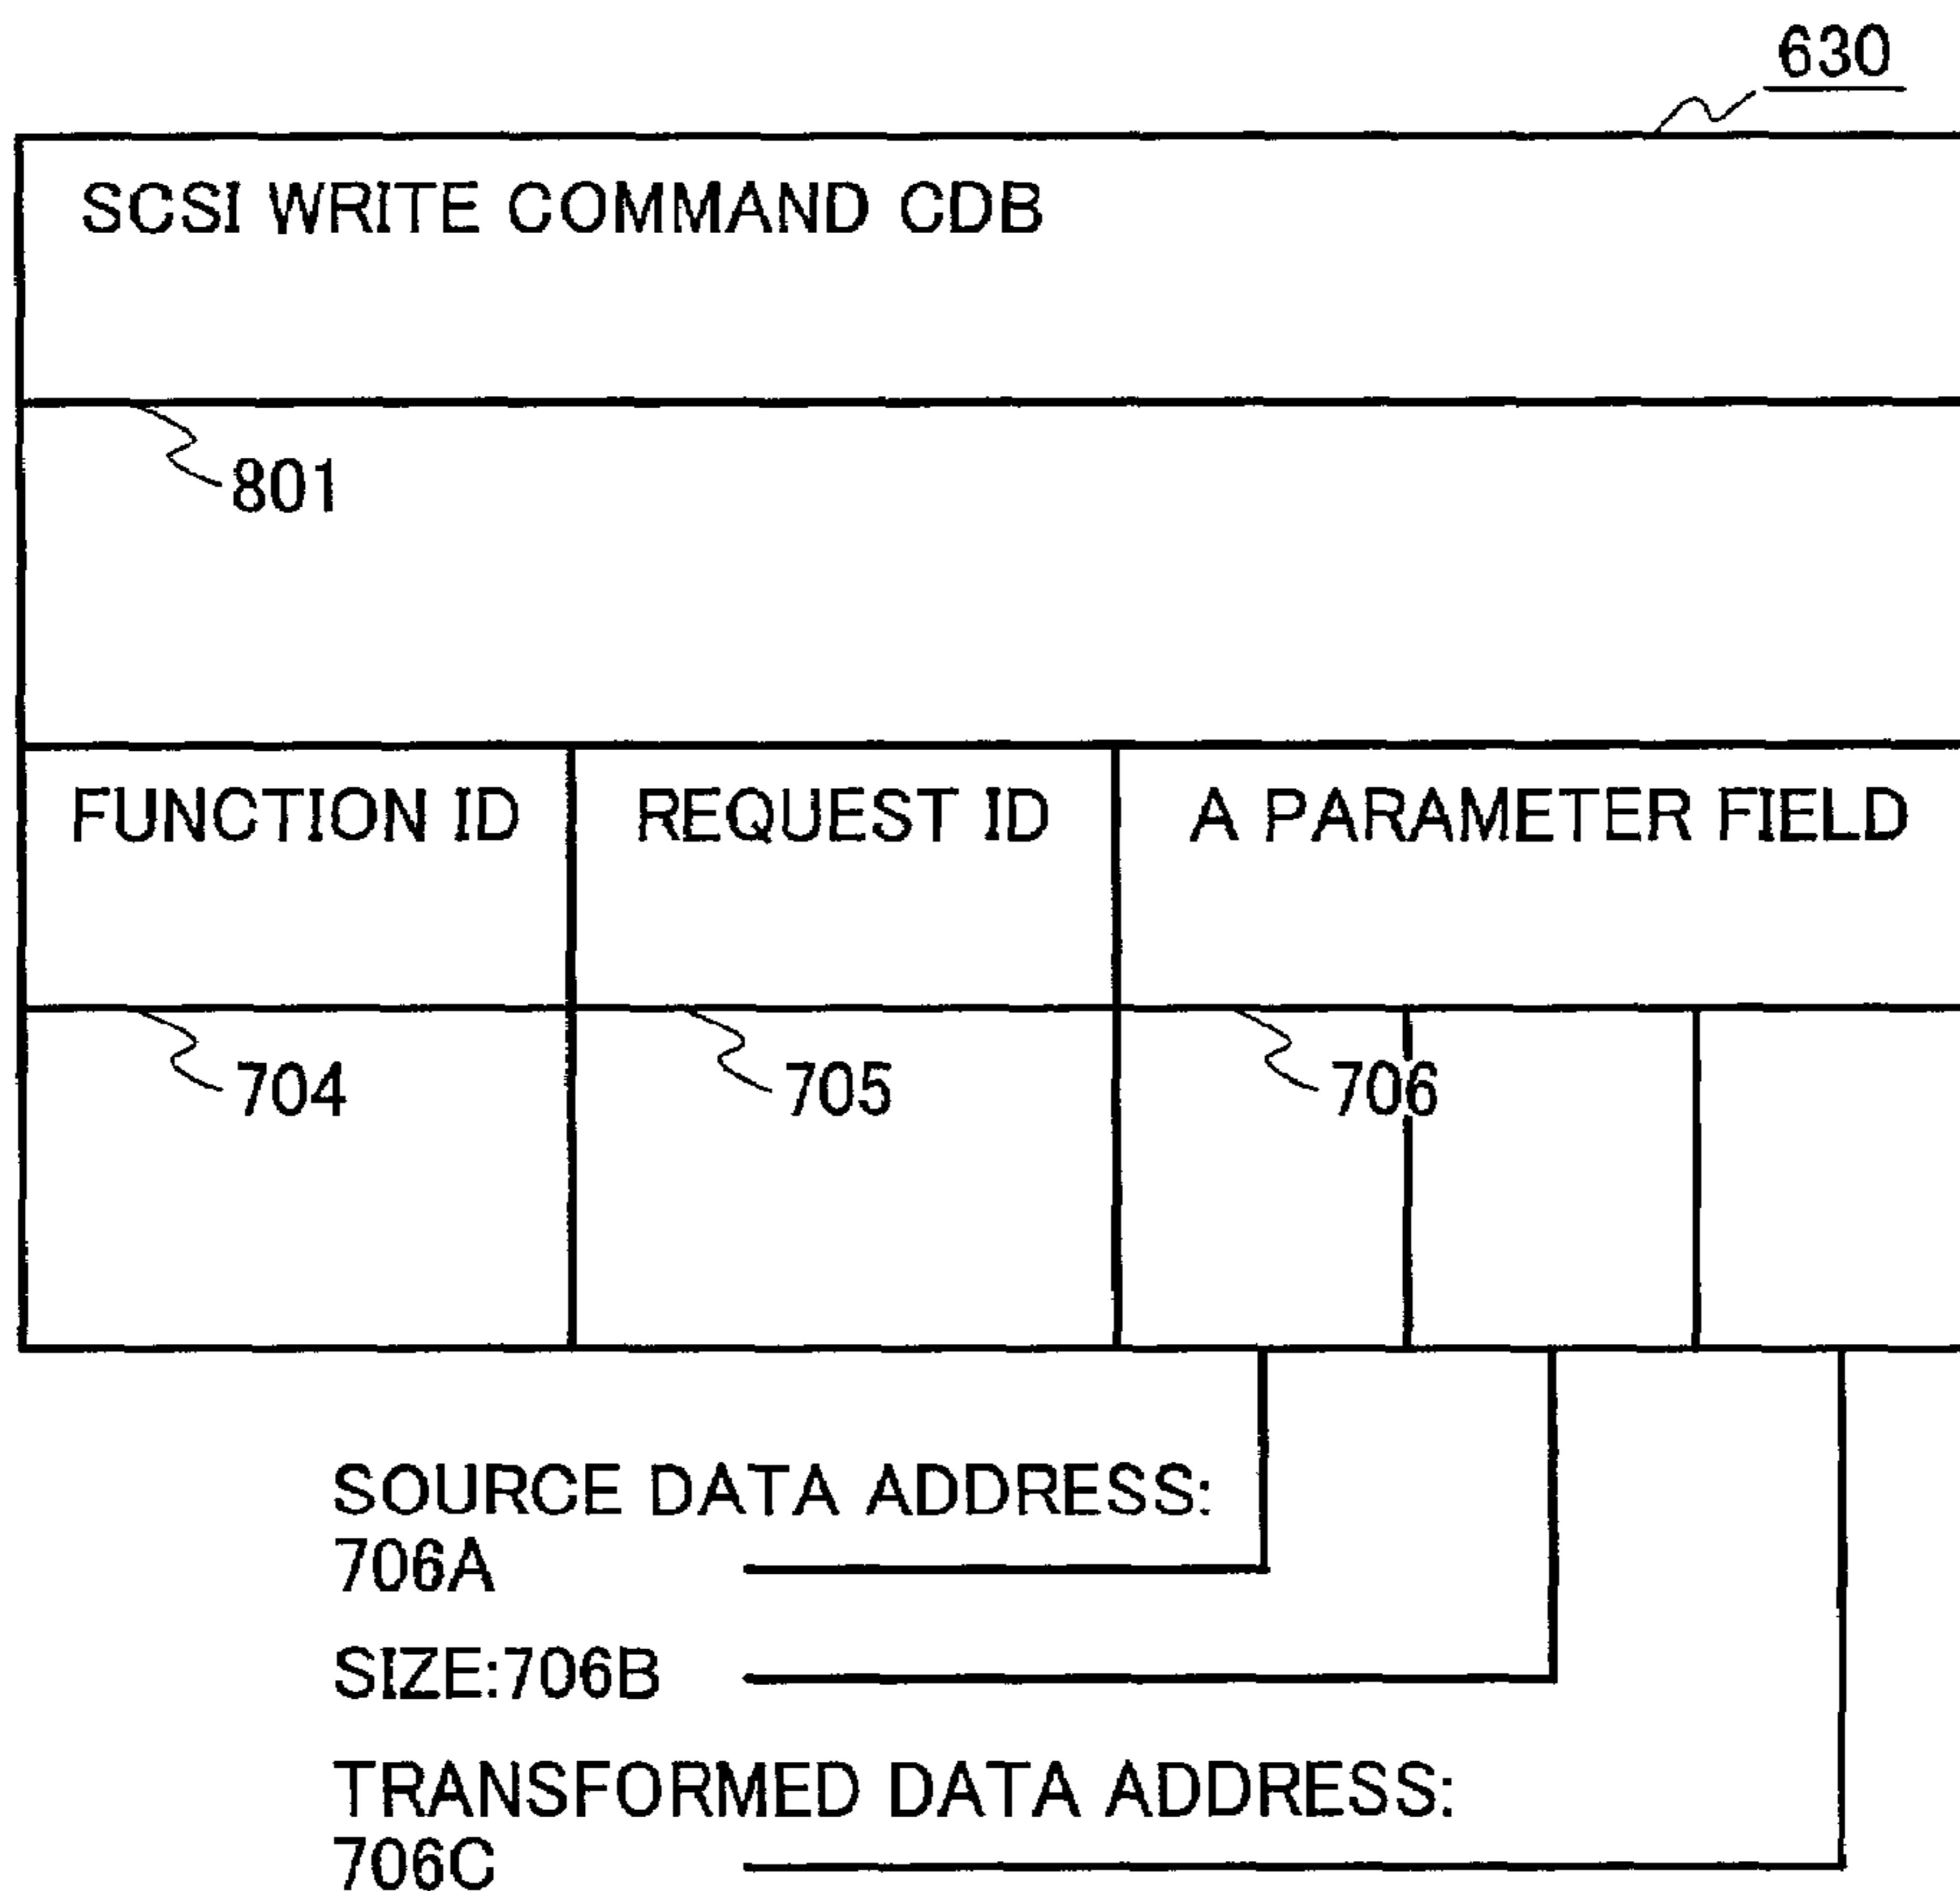 630
SCSI WRITE COMMAND CDB
801
FUNCTION ID REQUEST ID A PARAMETER FIELD
704 705 706
SOURCE DATA ADDRESS:
706A
SIZE:706B
TRANSFORMED DATA ADDRESS:
706C